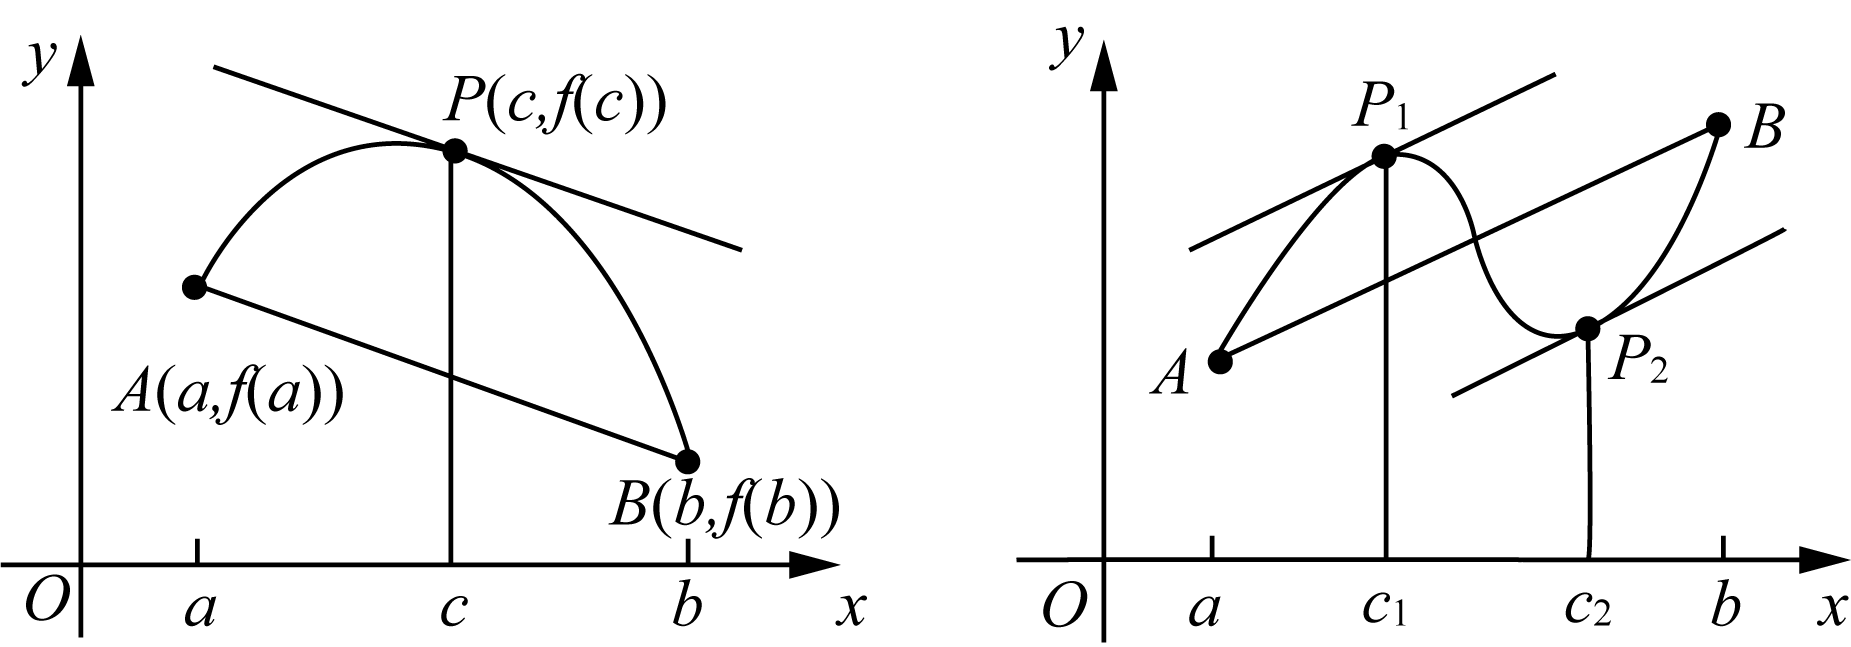 y
P(c,f(c))
A(a,f(a))
B(b,f(b))
O a c b x
y
P₁
B
A
P₂
O a c₁ c₂ b x